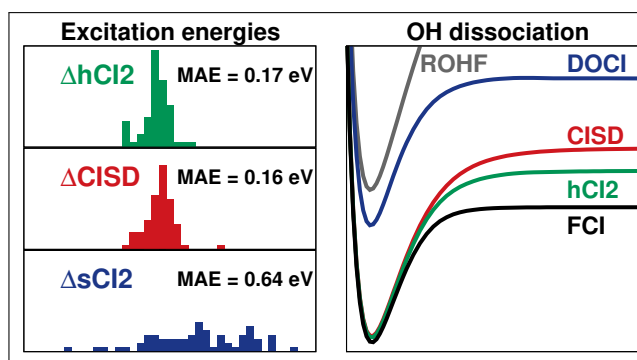 Excitation energies
ΔhCI2
MAE = 0.17 eV
ΔCISD
MAE = 0.16 eV
ΔsCI2
MAE = 0.64 eV
OH dissociation
ROHF
DOCI
CISD
hCI2
FCI